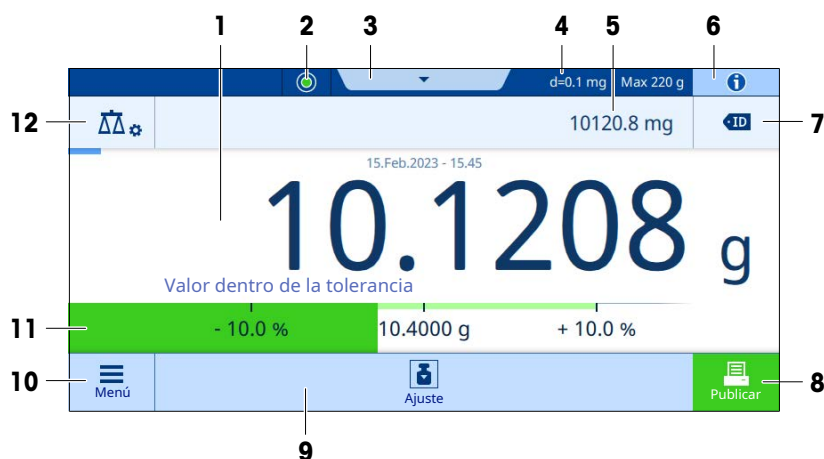 1 2 3 4 5 6
d=0.1 mg Max 220 g
12 10120.8 mg ID 7
15.Feb.2023 - 15.45
10.1208 g
Valor dentro de la tolerancia
11 - 10.0 % 10.4000 g + 10.0 %
10 Menú Ajuste Publicar 8
9